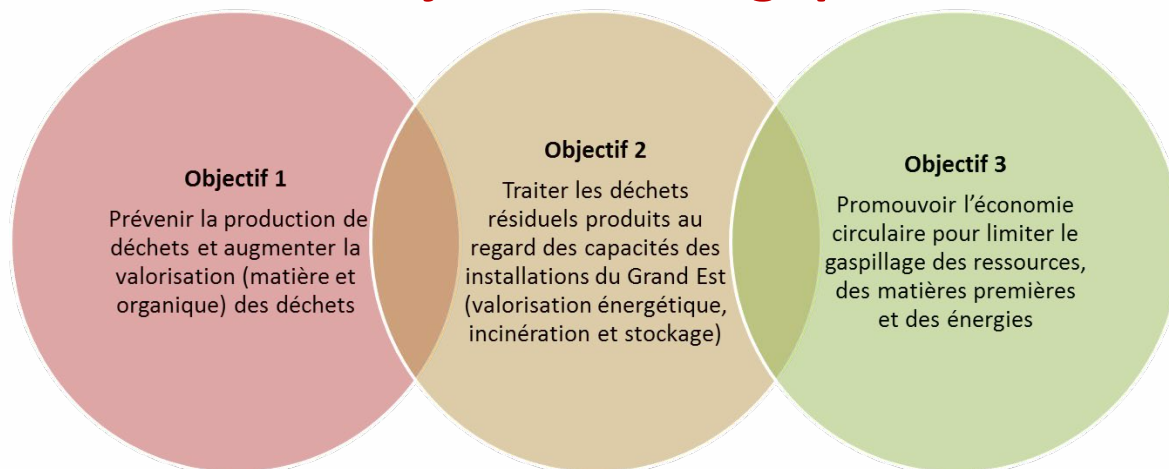 Objectif 1
Prévenir la production de
déchets et augmenter la
valorisation (matière et
organique) des déchets
Objectif 2
Traiter les déchets
résiduels produits au
regard des capacités des
installations du Grand Est
(valorisation énergétique,
incinération et stockage)
Objectif 3
Promouvoir l’économie
circulaire pour limiter le
gaspillage des ressources,
des matières premières
et des énergies